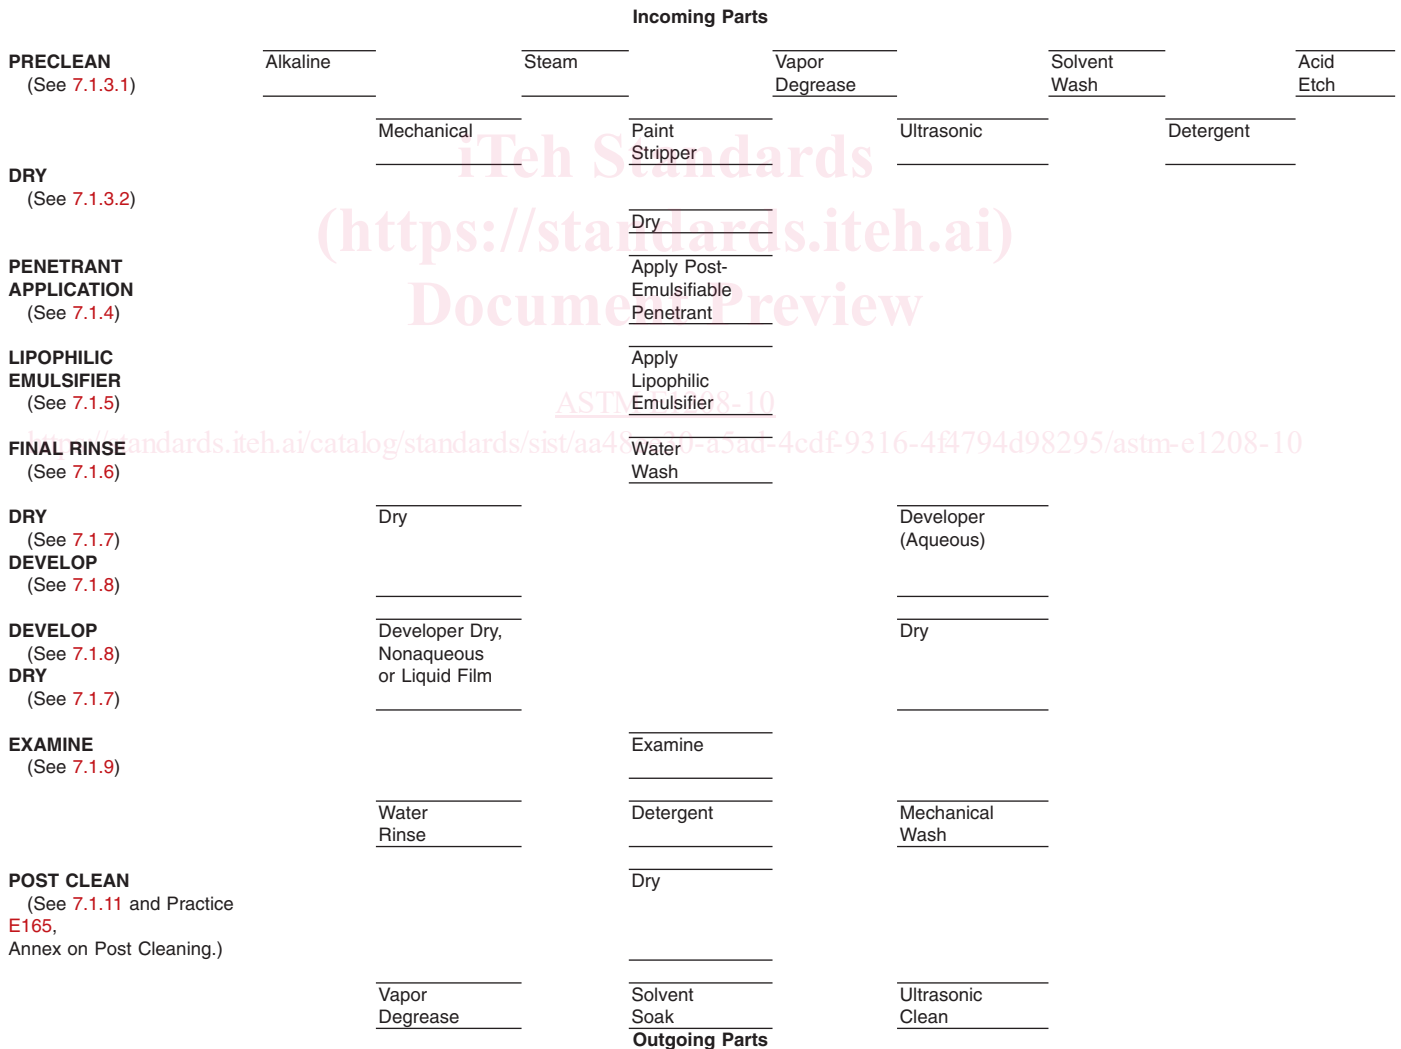 Incoming Parts
PRECLEAN Alkaline Steam Vapor Solvent Acid
(See 7.1.3.1) Degrease Wash Etch
Mechanical Paint Ultrasonic Detergent
Stripper
iTeh Standards
DRY
(See 7.1.3.2)
Dry
(https://standards.iteh.ai)
PENETRANT Apply Post-
APPLICATION Emulsifiable
(See 7.1.4) Penetrant
Document Preview
LIPOPHILIC Apply
EMULSIFIER Lipophilic
(See 7.1.5) Emulsifier
FINAL RINSE Water
(See 7.1.6) Wash
DRY Dry Developer
(See 7.1.7) (Aqueous)
DEVELOP
(See 7.1.8)
DEVELOP Developer Dry, Dry
(See 7.1.8) Nonaqueous
DRY or Liquid Film
(See 7.1.7)
EXAMINE Examine
(See 7.1.9)
Water Detergent Mechanical
Rinse Wash
POST CLEAN Dry
(See 7.1.11 and Practice
E165,
Annex on Post Cleaning.)
Vapor Solvent Ultrasonic
Degrease Soak Clean
Outgoing Parts